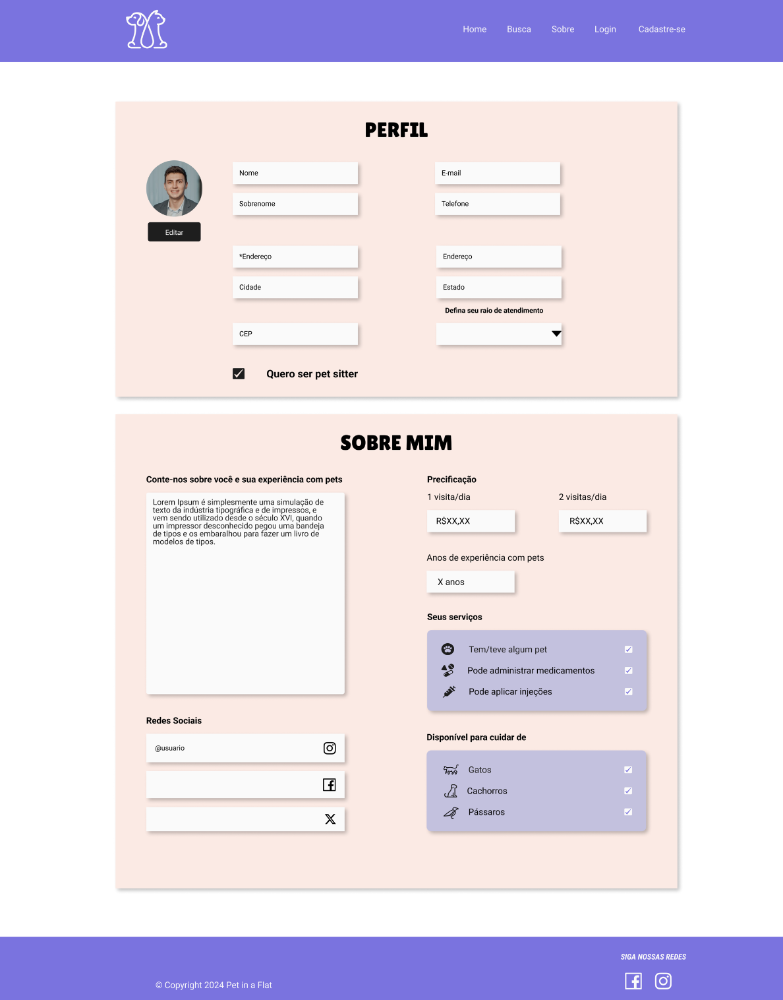 Home
Busca
Sobre
Login
Cadastre-se
PERFIL
Nome
E-mail
Sobrenome
Telefone
Editar
*Endereço
Endereço
Cidade
Estado
Defina seu raio de atendimento
CEP
Quero ser pet sitter
SOBRE MIM
Conte-nos sobre você e sua experiência com pets
Lorem Ipsum é simplesmente uma simulação de
texto da indústria tipográfica e de impressos, e
vem sendo utilizado desde o século XVI, quando
um impressor desconhecido pegou uma bandeja
de tipos e os embaralhou para fazer um livro de
modelos de tipos.
Redes Sociais
@usuario
Precificação
1 visita/dia
2 visitas/dia
R$XX,XX
R$XX,XX
Anos de experiência com pets
X anos
Seus serviços
Tem/teve algum pet
Pode administrar medicamentos
Pode aplicar injeções
Disponível para cuidar de
Gatos
Cachorros
Pássaros
SIGA NOSSAS REDES
© Copyright 2024 Pet in a Flat